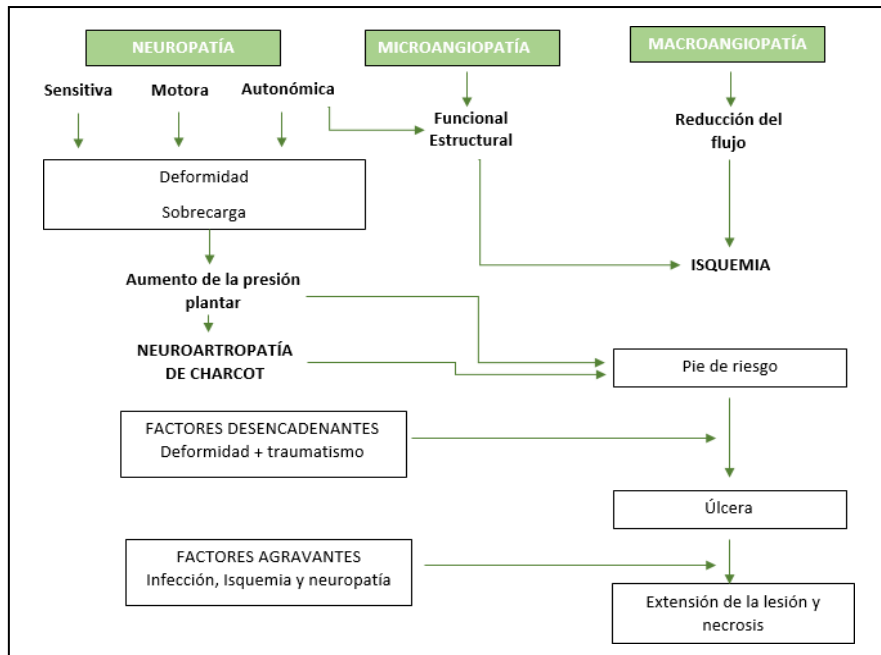 NEUROPATÍA
MICROANGIOPATÍA
MACROANGIOPATÍA
Sensitiva
Motora
Autonómica
Funcional
Estructural
Reducción del
flujo
Deformidad
Sobrecarga
ISQUEMIA
Aumento de la presión
plantar
NEUROARTROPATÍA
DE CHARCOT
Pie de riesgo
FACTORES DESENCADENANTES
Deformidad + traumatismo
Úlcera
FACTORES AGRAVANTES
Infección, Isquemia y neuropatía
Extensión de la lesión y
necrosis